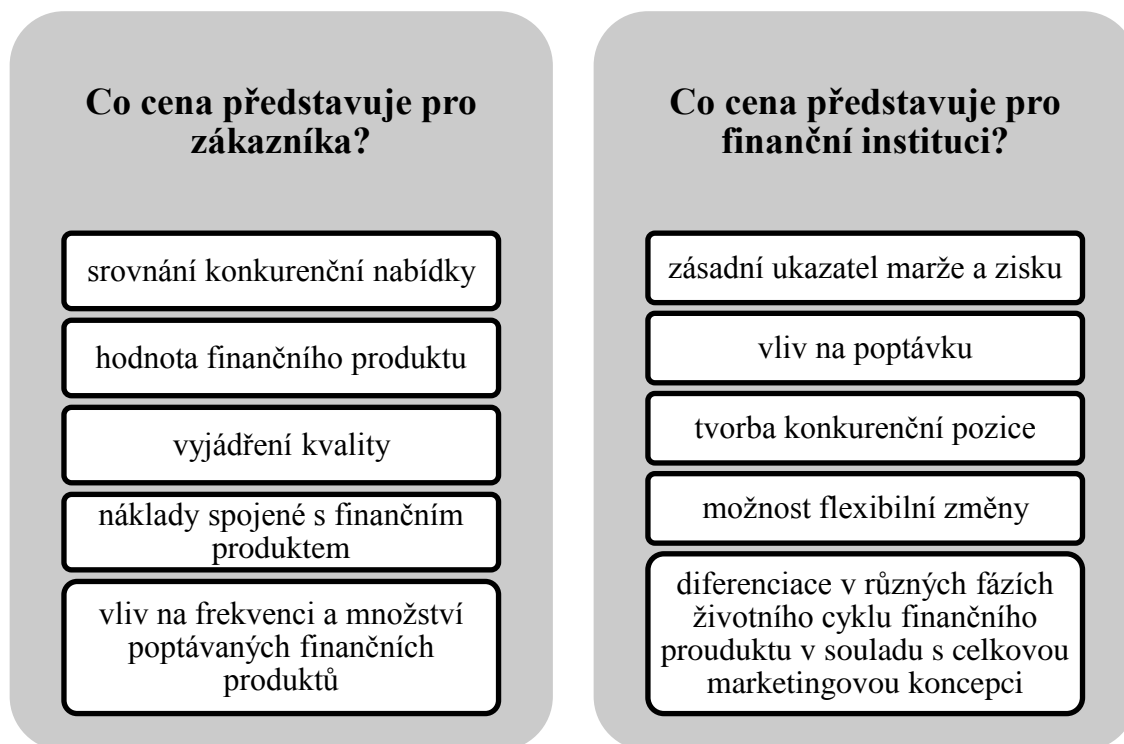 Co cena představuje pro
zákazníka?
srovnání konkurenční nabídky
hodnota finančního produktu
vyjádření kvality
náklady spojené s finančním
produktem
vliv na frekvenci a množství
poptávaných finančních
produktů
Co cena představuje pro
finanční instituci?
zásadní ukazatel marže a zisku
vliv na poptávku
tvorba konkurenční pozice
možnost flexibilní změny
diferenciace v různých fázích
životního cyklu finančního
prouduktu v souladu s celkovou
marketingovou koncepci